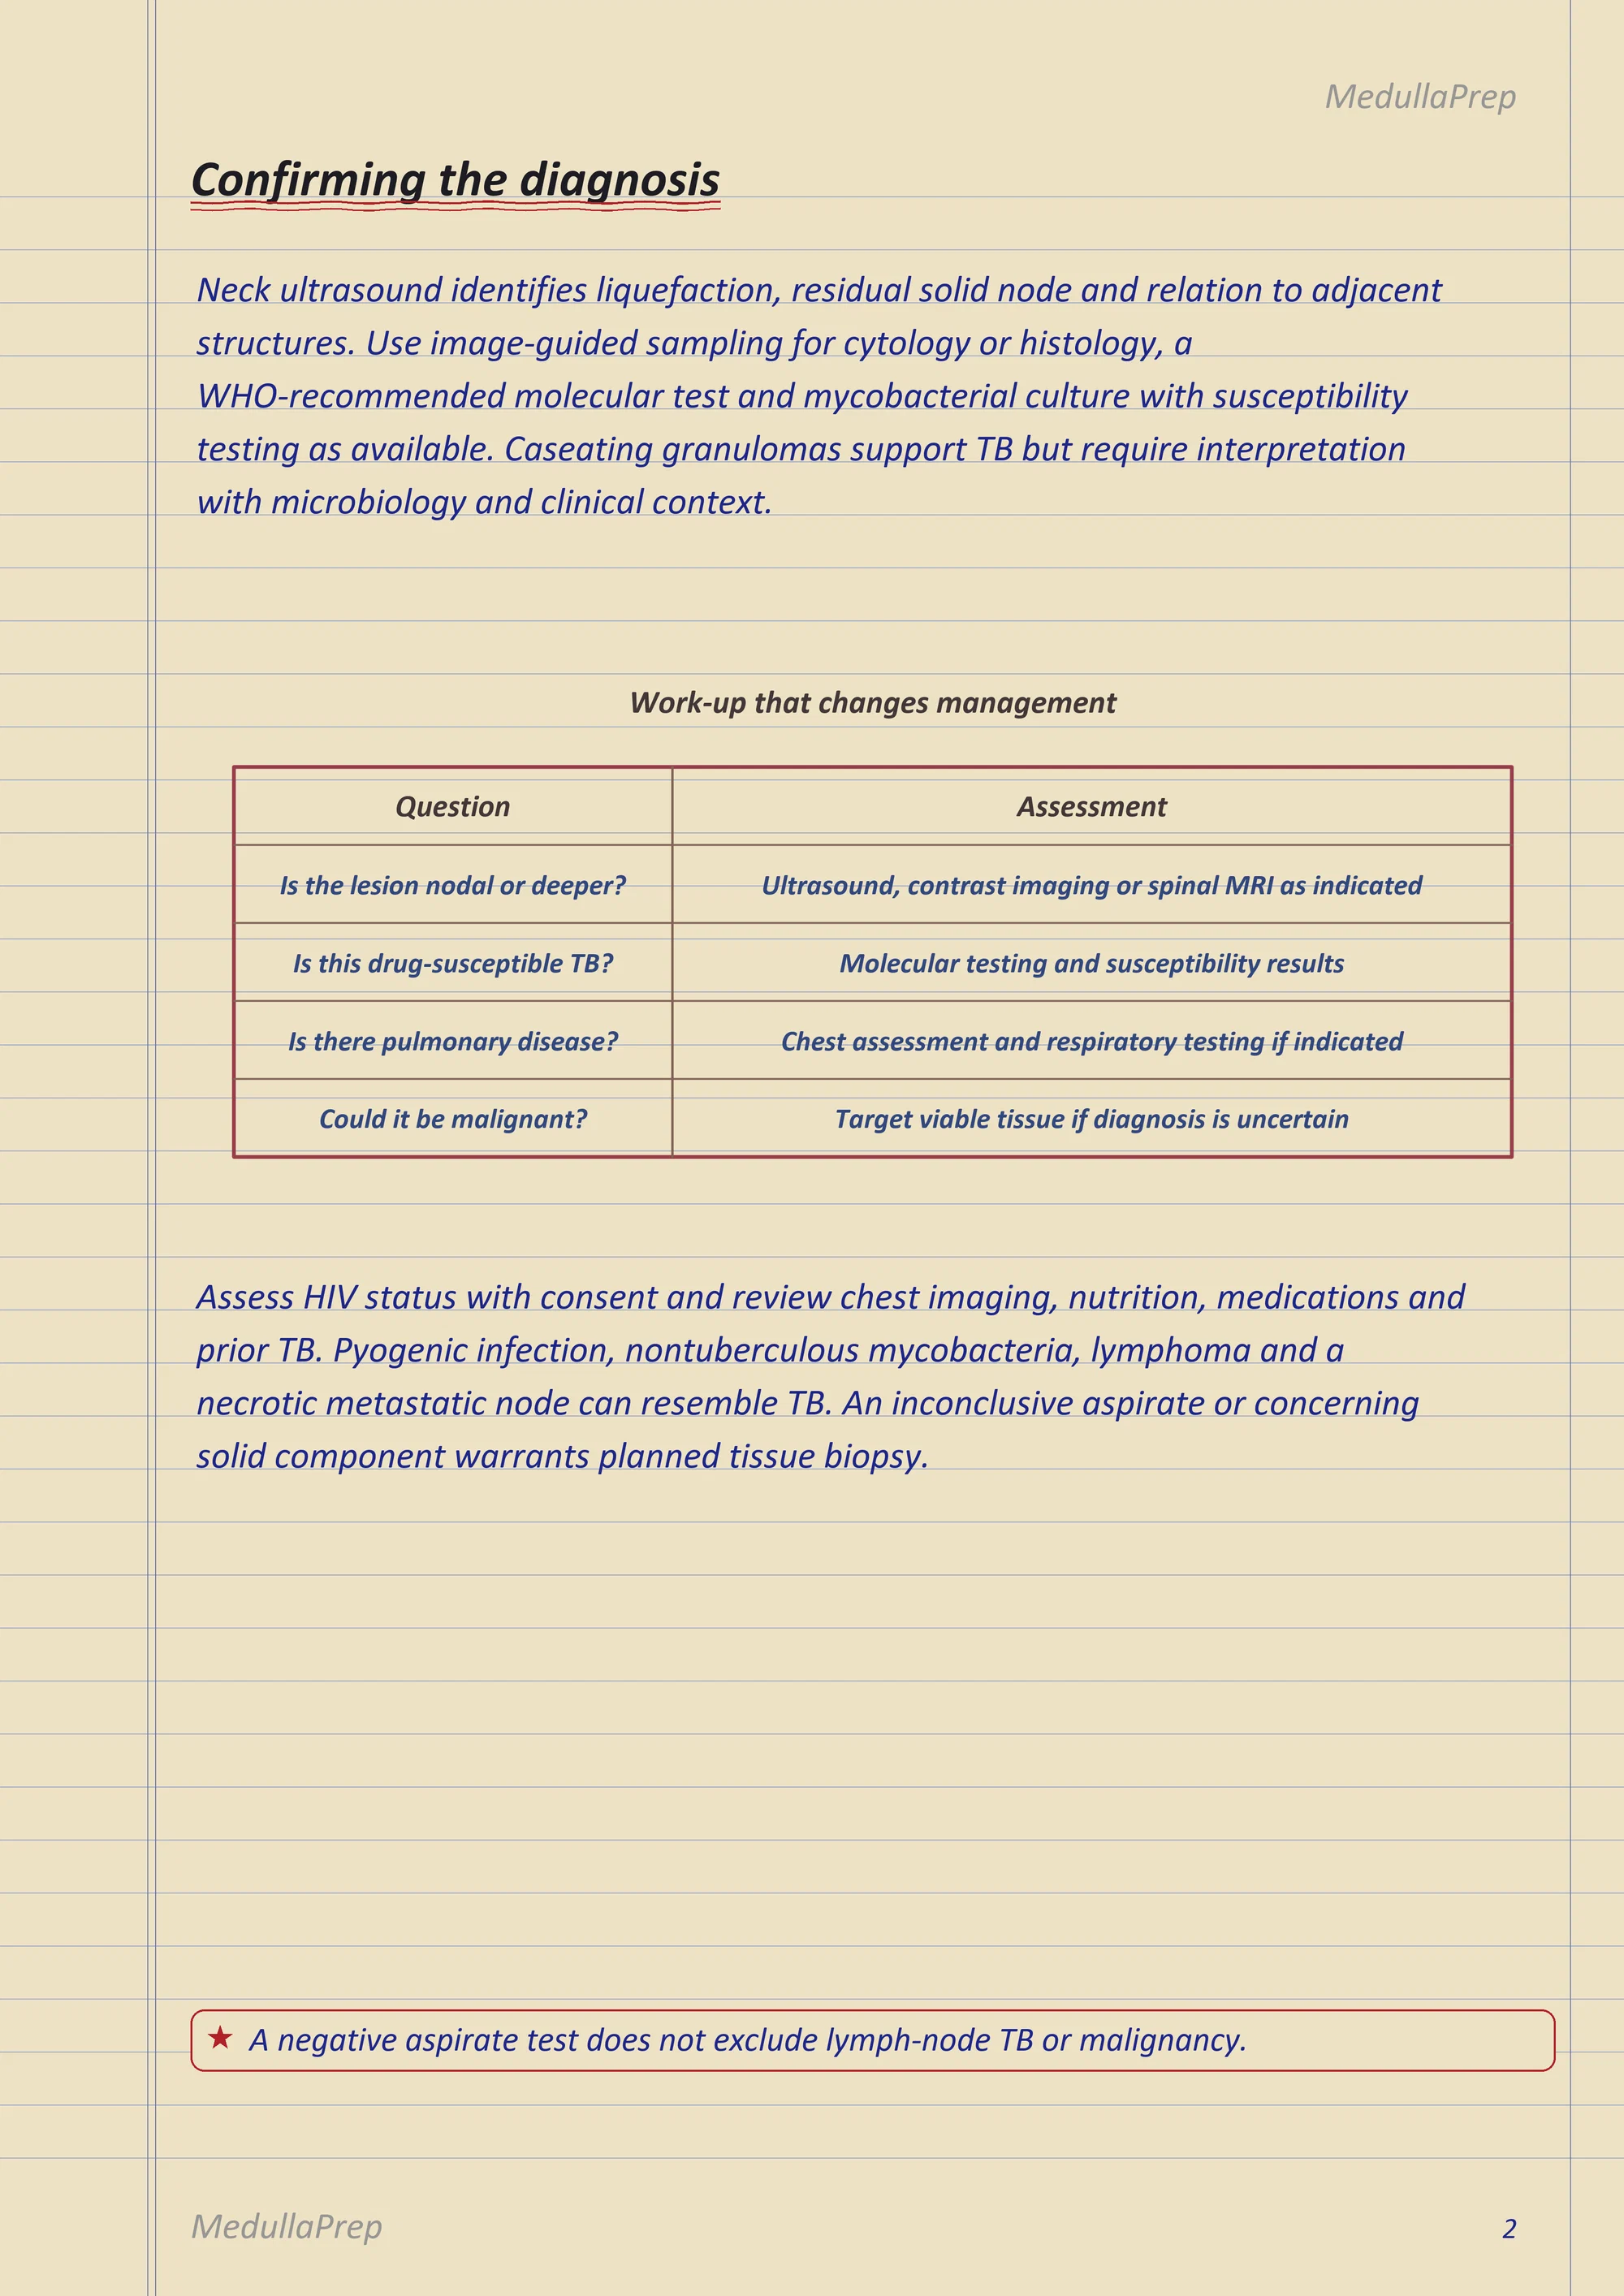 MedullaPrep
Confirming the diagnosis
Neck ultrasound identifies liquefaction, residual solid node and relation to adjacent
structures. Use image-guided sampling for cytology or histology, a
WHO-recommended molecular test and mycobacterial culture with susceptibility
testing as available. Caseating granulomas support TB but require interpretation
with microbiology and clinical context.
Work-up that changes management
Question Assessment
Is the lesion nodal or deeper? Ultrasound, contrast imaging or spinal MRI as indicated
Is this drug-susceptible TB? Molecular testing and susceptibility results
Is there pulmonary disease? Chest assessment and respiratory testing if indicated
Could it be malignant? Target viable tissue if diagnosis is uncertain
Assess HIV status with consent and review chest imaging, nutrition, medications and
prior TB. Pyogenic infection, nontuberculous mycobacteria, lymphoma and a
necrotic metastatic node can resemble TB. An inconclusive aspirate or concerning
solid component warrants planned tissue biopsy.
★ A negative aspirate test does not exclude lymph-node TB or malignancy.
MedullaPrep 2